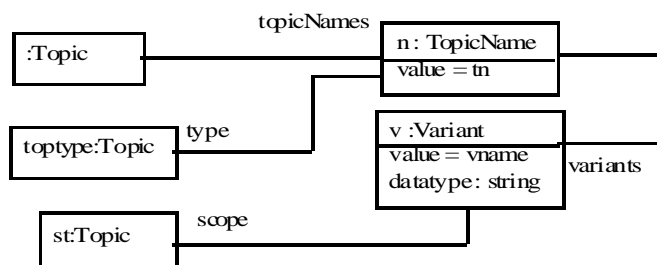 topicNames
:Topic
n : TopicName
value = tn
toptype:Topic
type
v :Variant
value = vname
datatype: string
variants
st:Topic
scope